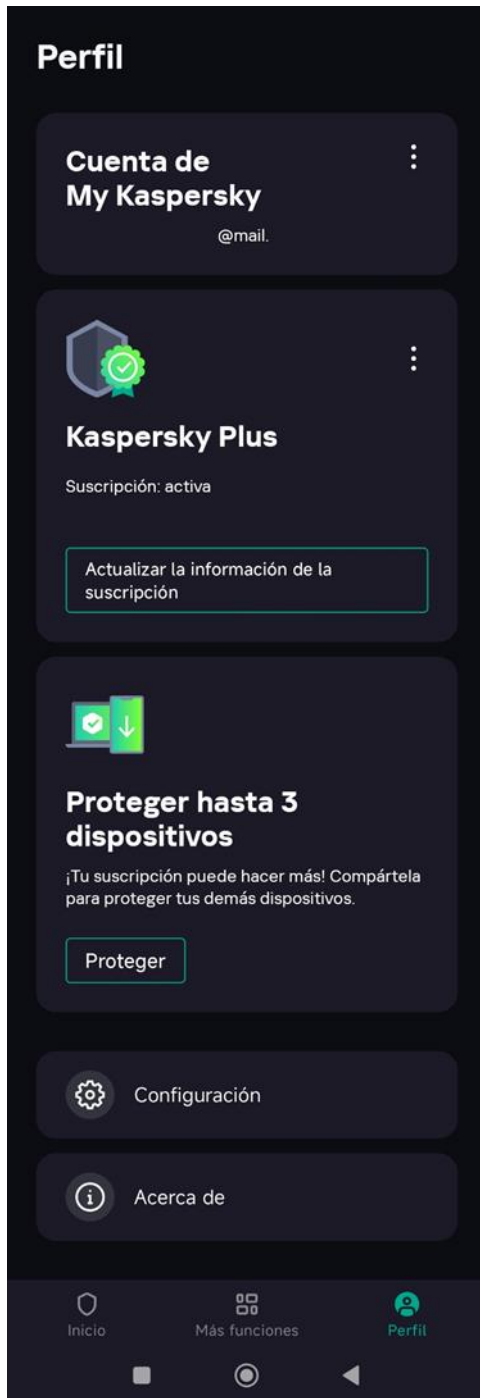 Perfil
Cuenta de
My Kaspersky
@mail.
Kaspersky Plus
Suscripción: activa
Actualizar la información de la
suscripción
Proteger hasta 3
dispositivos
¡Tu suscripción puede hacer más! Compártela
para proteger tus demás dispositivos.
Proteger
Configuración
Acerca de
Inicio
Más funciones
Perfil